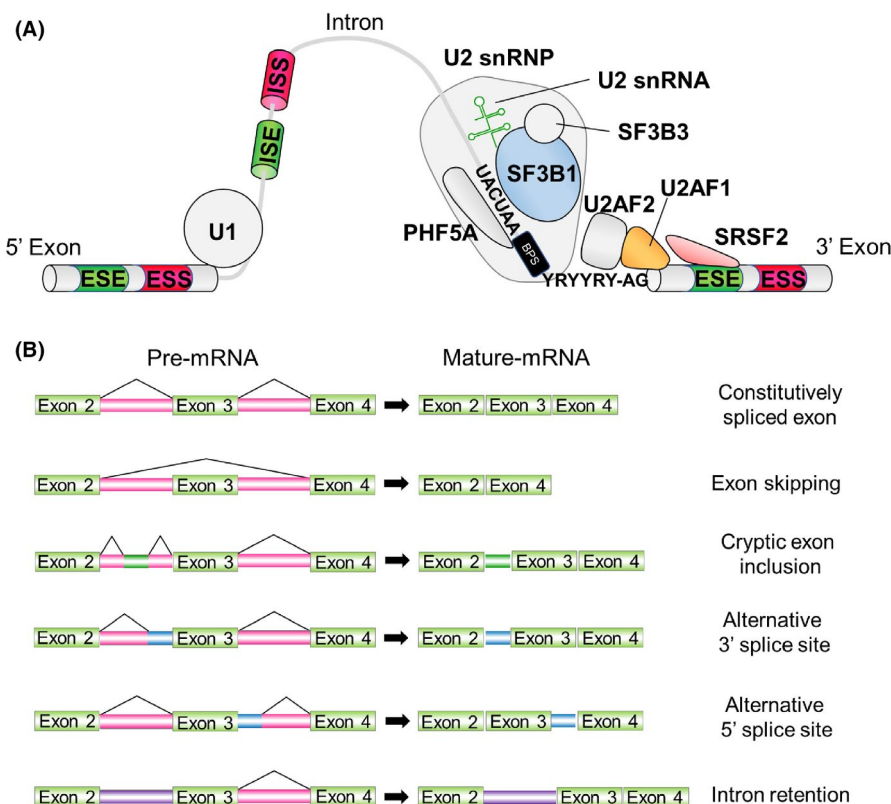 (A)
Intron
ISS
ISE
U2 snRNP
U2 snRNA
SF3B3
SF3B1
UACUAA
PHF5A
BPS
U2AF2
U2AF1
SRSF2
U1
5’ Exon
3’ Exon
ESE
ESS
YRYYRY-AG
ESE
ESS
(B)
Pre-mRNA
Mature-mRNA
Exon 2
Exon 3
Exon 4
Exon 2
Exon 3
Exon 4
Constitutively
spliced exon
Exon 2
Exon 3
Exon 4
Exon 2
Exon 4
Exon skipping
Exon 2
Exon 3
Exon 4
Exon 2
Exon 3
Exon 4
Cryptic exon
inclusion
Exon 2
Exon 3
Exon 4
Exon 2
Exon 3
Exon 4
Alternative
3’ splice site
Exon 2
Exon 3
Exon 4
Exon 2
Exon 3
Exon 4
Alternative
5’ splice site
Exon 2
Exon 3
Exon 4
Exon 2
Exon 3
Exon 4
Intron retention